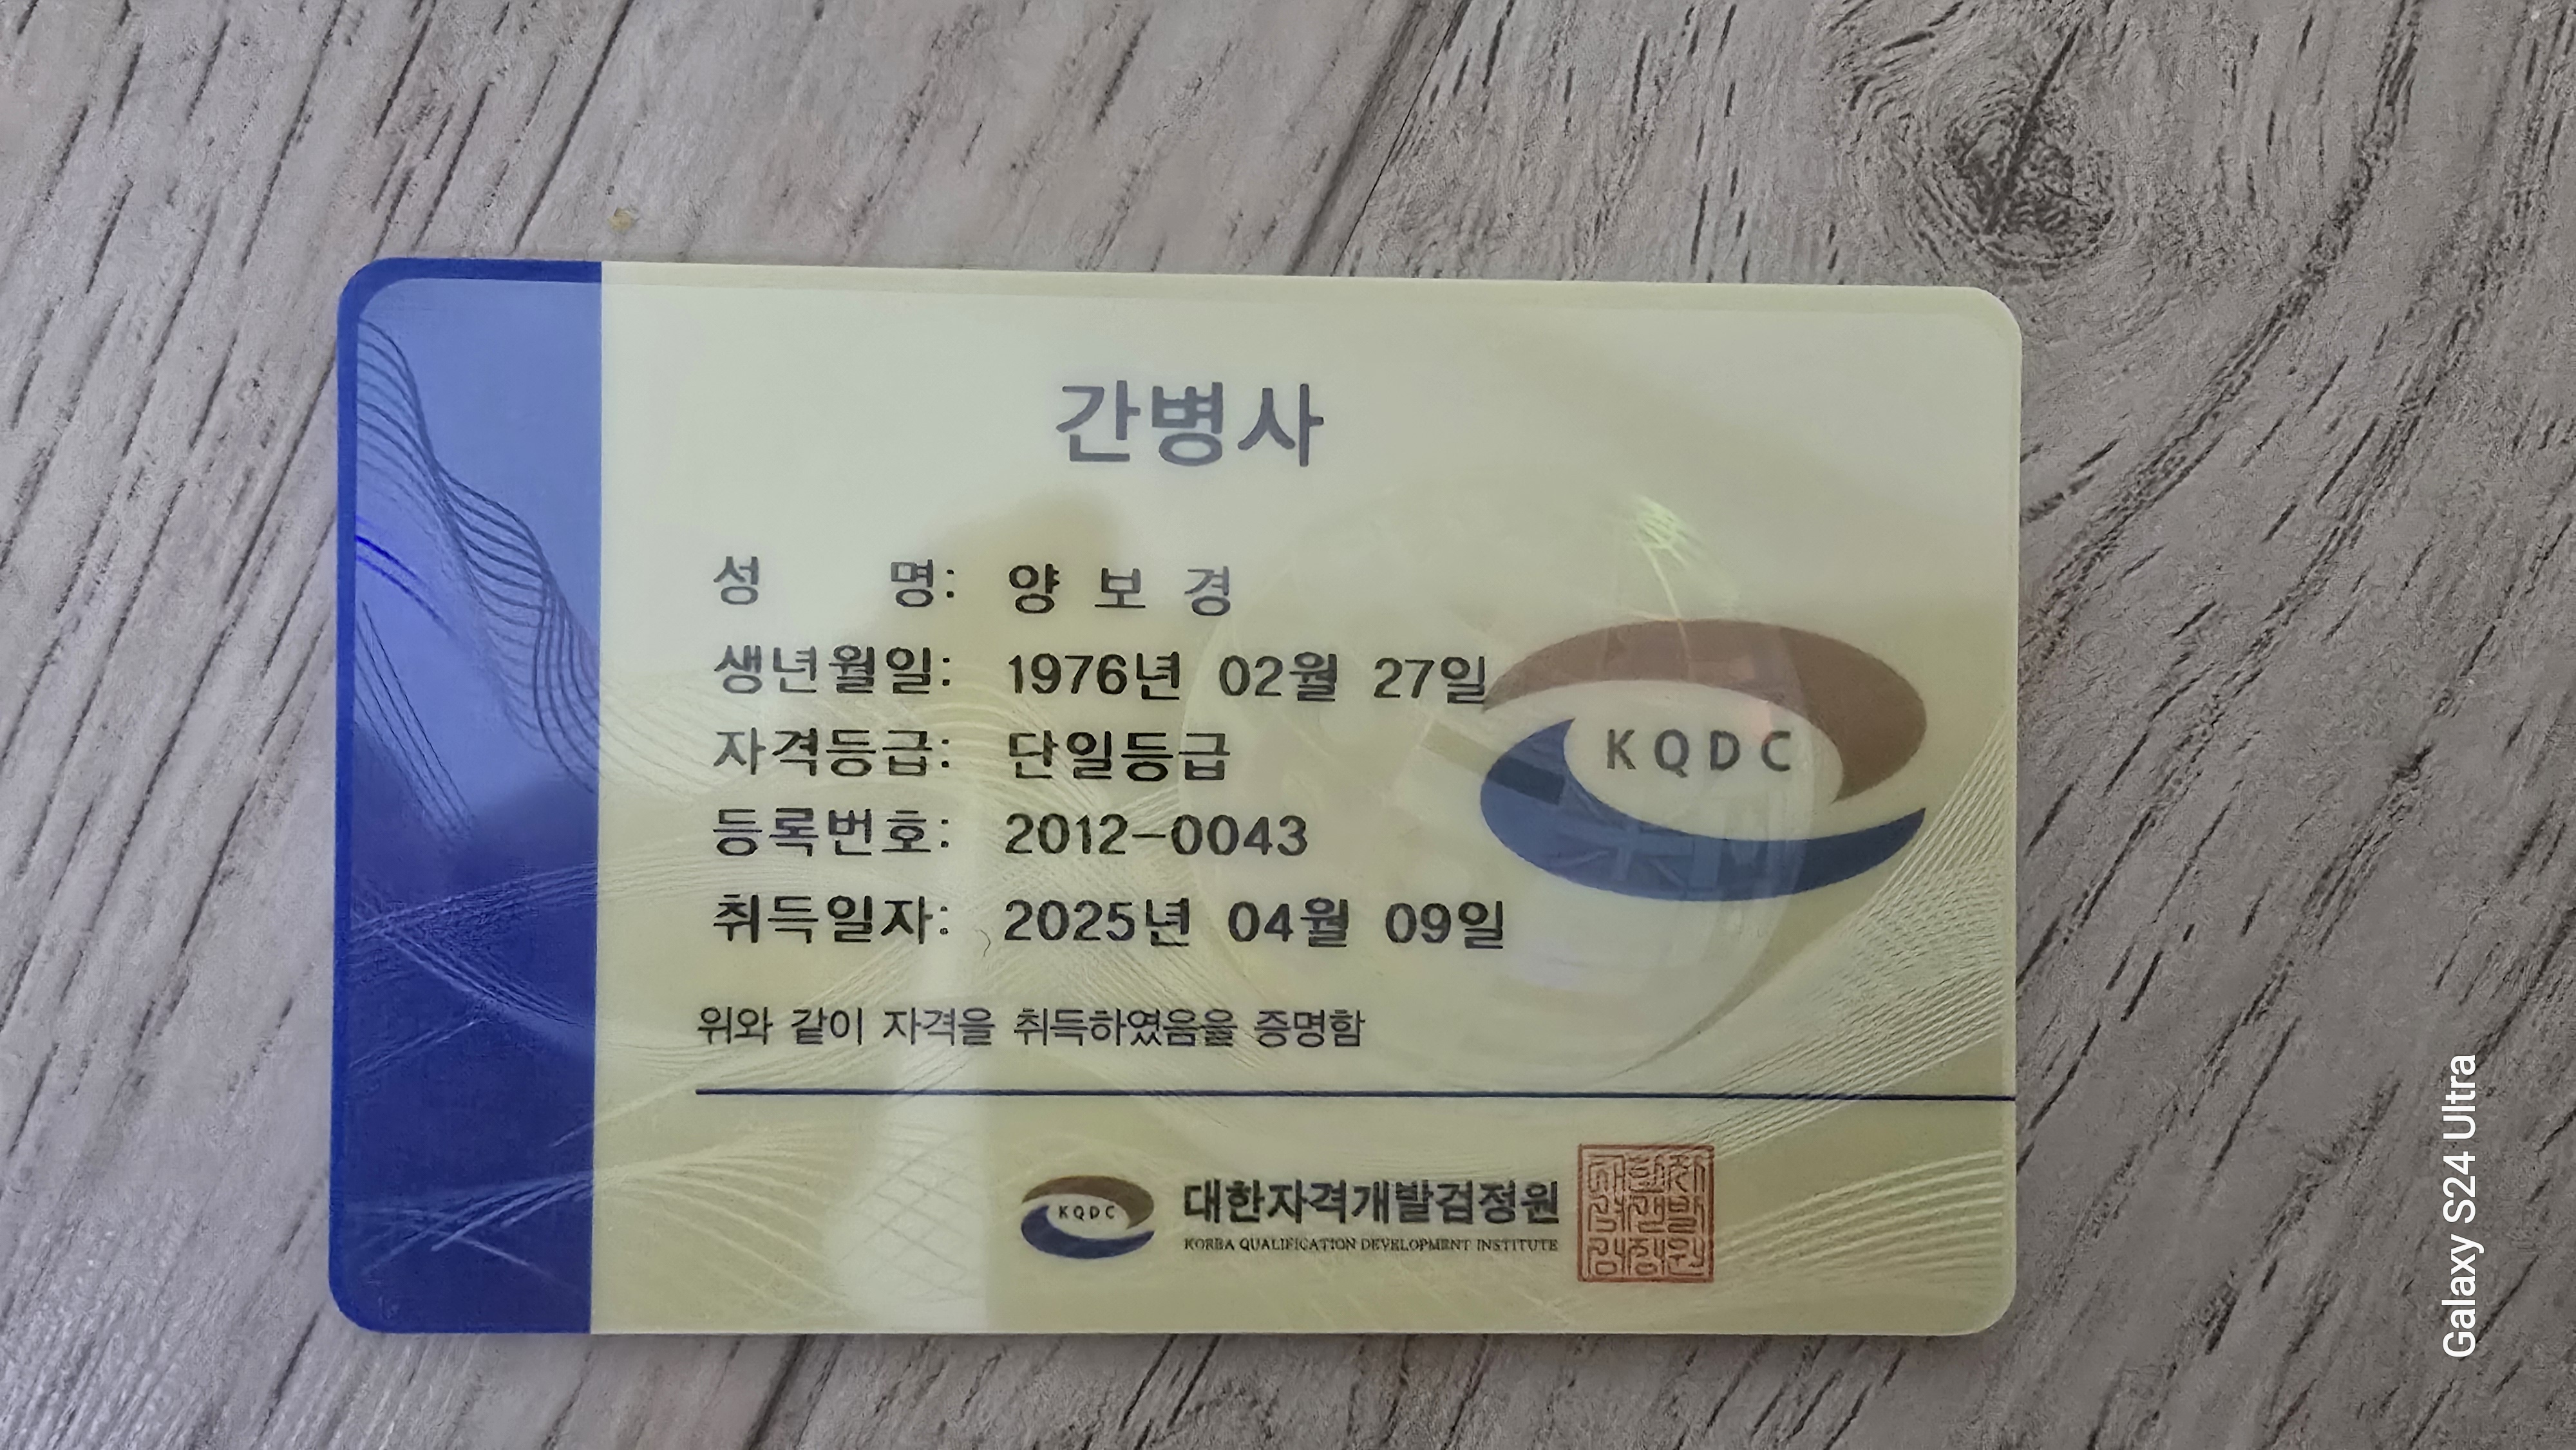 간병사
성 명: 양 보 경
생년월일: 1976년 02월 27일
자격등급: 단일등급
등록번호: 2012-0043
취득일자: 2025년 04월 09일
KQDC
위와 같이 자격을 취득하였음을 증명함
KQDC
대한자격개발검정원
KOREA QUALIFICATION DEVELOPMENT INSTITUTE
Galaxy S24 Ultra